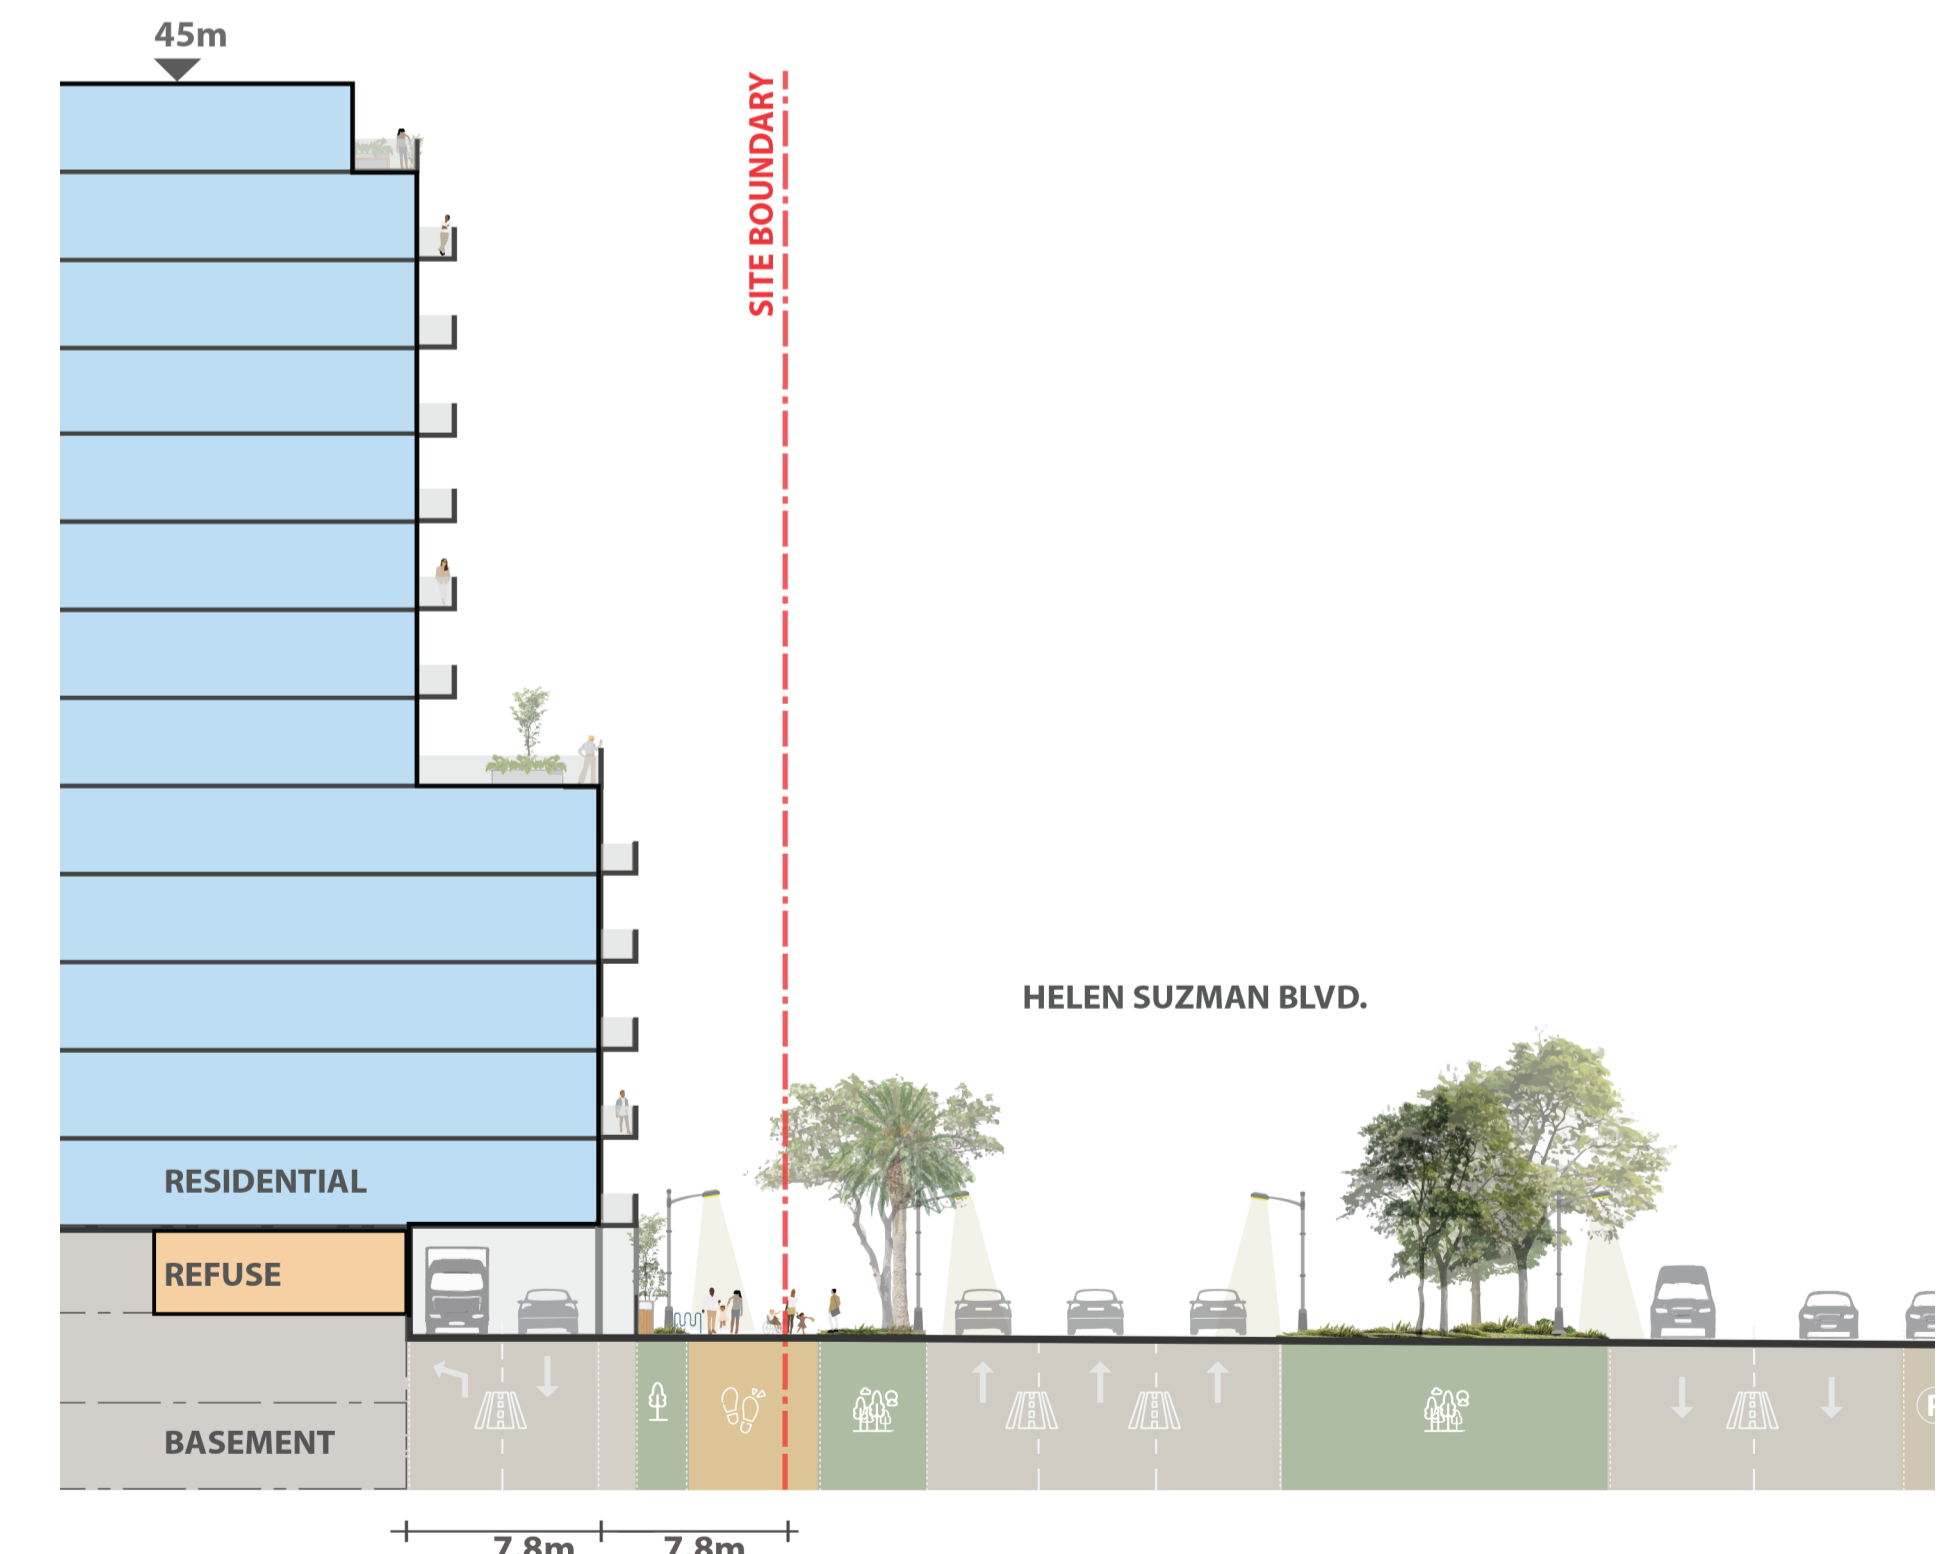 45m
SITE BOUNDARY
HELEN SUZMAN BLVD.
RESIDENTIAL
REFUSE
BASEMENT
7.8m 7.8m